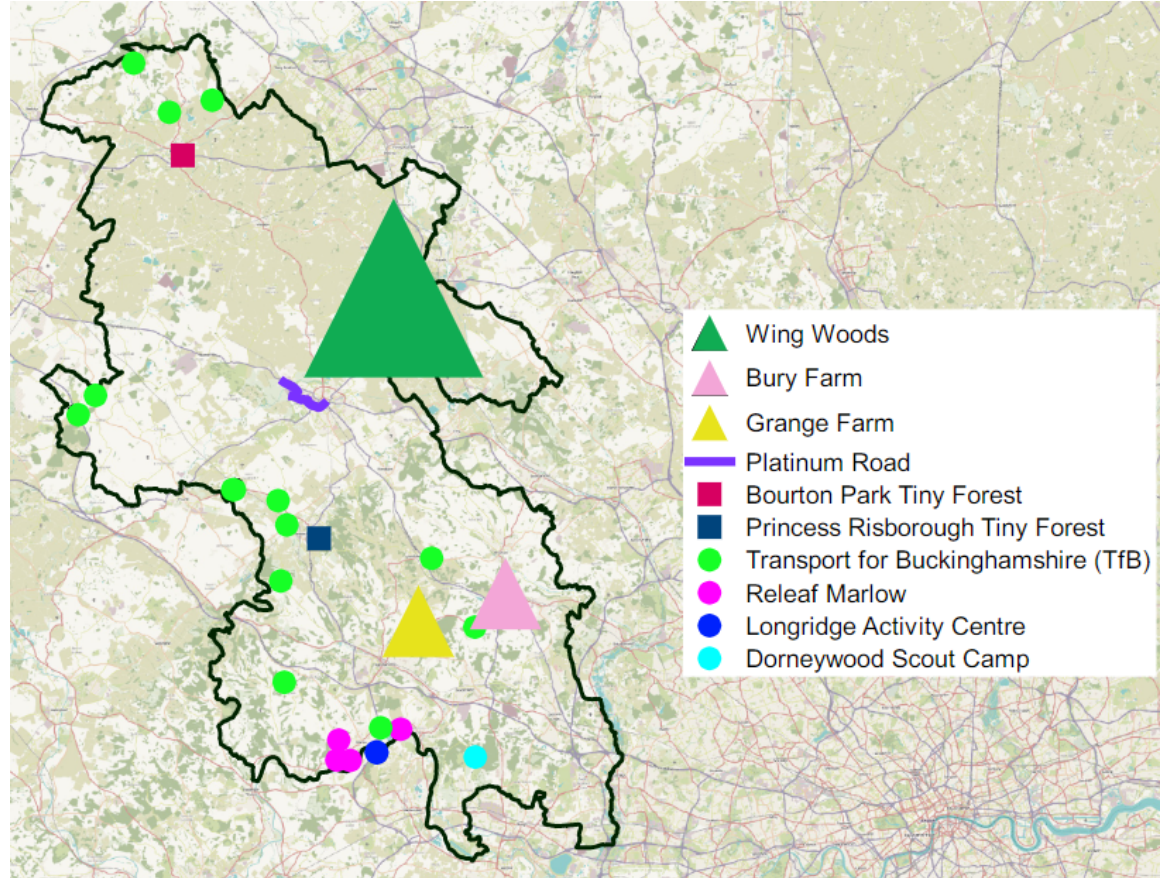 Wing Woods
Bury Farm
Grange Farm
Platinum Road
Bourton Park Tiny Forest
Princess Risborough Tiny Forest
Transport for Buckinghamshire (TfB)
Releaf Marlow
Longridge Activity Centre
Dorneywood Scout Camp